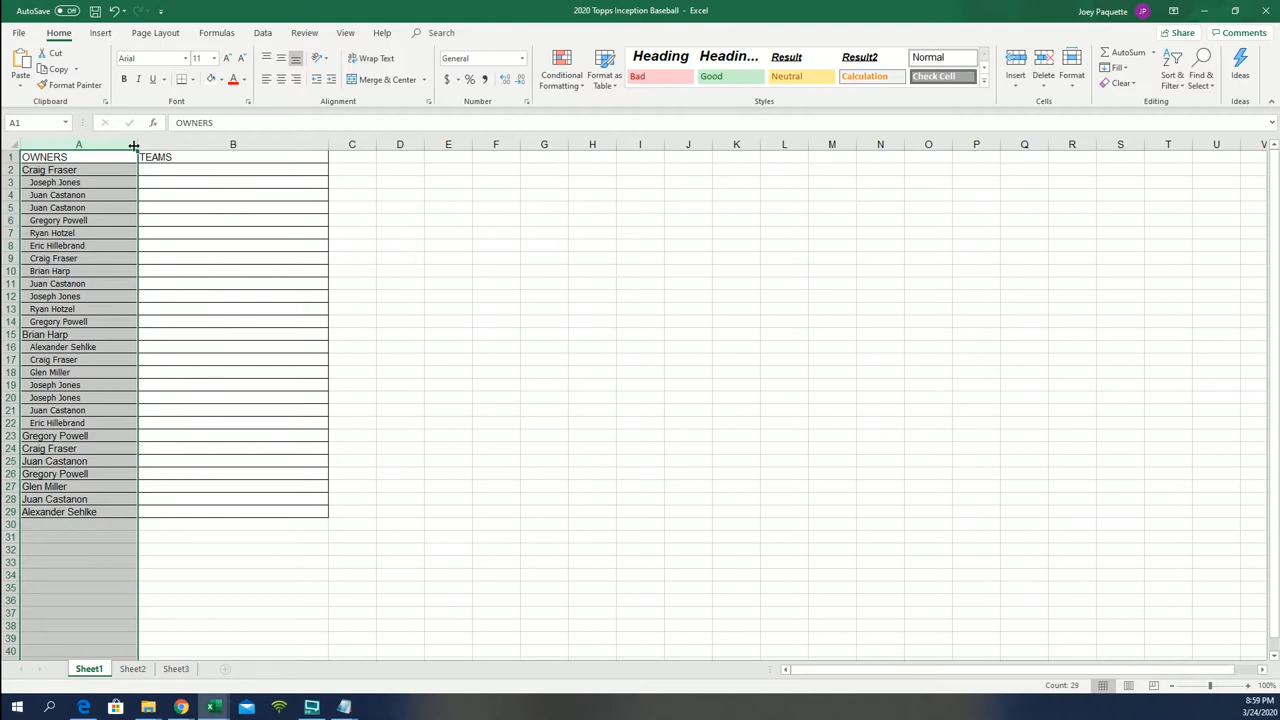 AutoSave Off 2020 Topps Inception Baseball - Excel Joey Paquette JP
File Home Insert Page Layout Formulas Data Review View Help Search Share Comments
Paste Cut Copy Format Painter Clipboard
Arial 11 A A B I U A Font
ab Wrap Text Merge & Center Alignment
General $ % , Number
Conditional Formatting Format as Table
Heading Headin... Result Result2 Normal
Bad Good Neutral Calculation Check Cell
Styles
Insert Delete Format Cells
AutoSum Fill Clear Sort & Filter Find & Select Editing
Ideas Ideas
A1 fx OWNERS
A B C D E F G H I J K L M N O P Q R S T U V
1 OWNERS TEAMS
2 Craig Fraser
3 Joseph Jones
4 Juan Castanon
5 Juan Castanon
6 Gregory Powell
7 Ryan Hotzel
8 Eric Hillebrand
9 Craig Fraser
10 Brian Harp
11 Juan Castanon
12 Joseph Jones
13 Ryan Hotzel
14 Gregory Powell
15 Brian Harp
16 Alexander Sehlke
17 Craig Fraser
18 Glen Miller
19 Joseph Jones
20 Joseph Jones
21 Juan Castanon
22 Eric Hillebrand
23 Gregory Powell
24 Craig Fraser
25 Juan Castanon
26 Gregory Powell
27 Glen Miller
28 Juan Castanon
29 Alexander Sehlke
30
31
32
33
34
35
36
37
38
39
40
Sheet1 Sheet2 Sheet3
Count: 29 100%
8:59 PM
3/24/2020